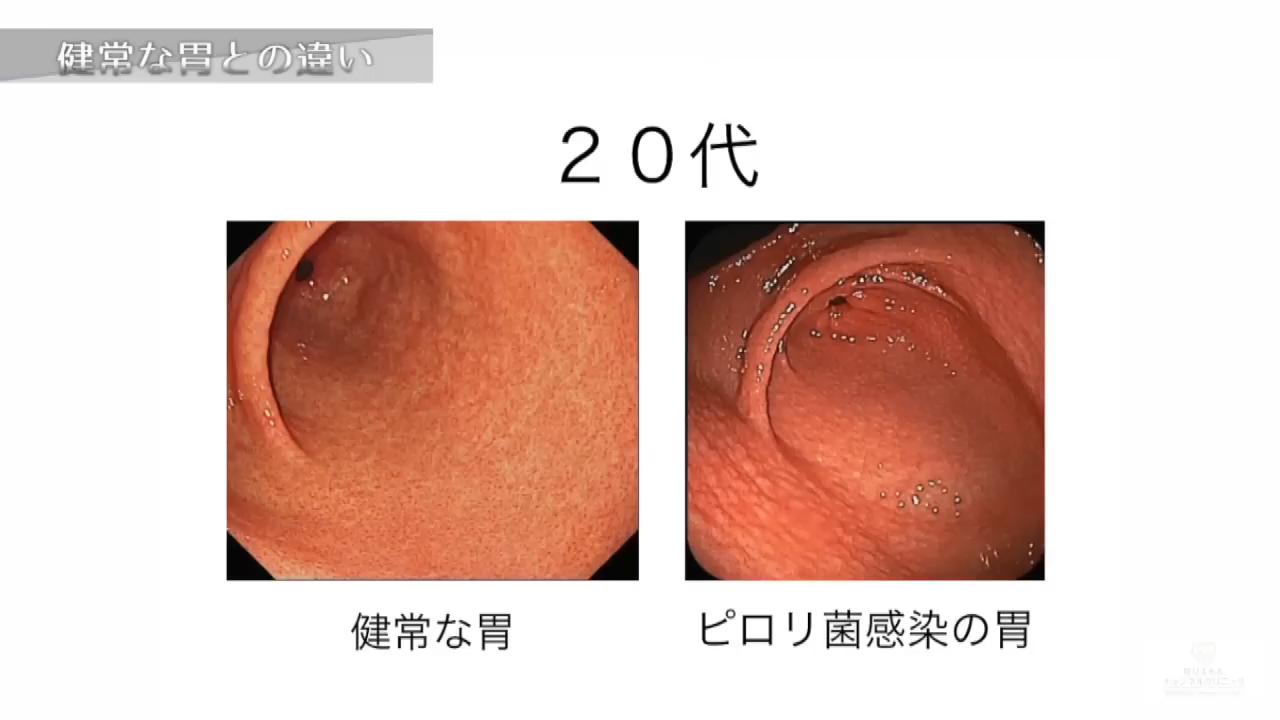 健常な胃との違い
２０代
健常な胃
ピロリ菌感染の胃